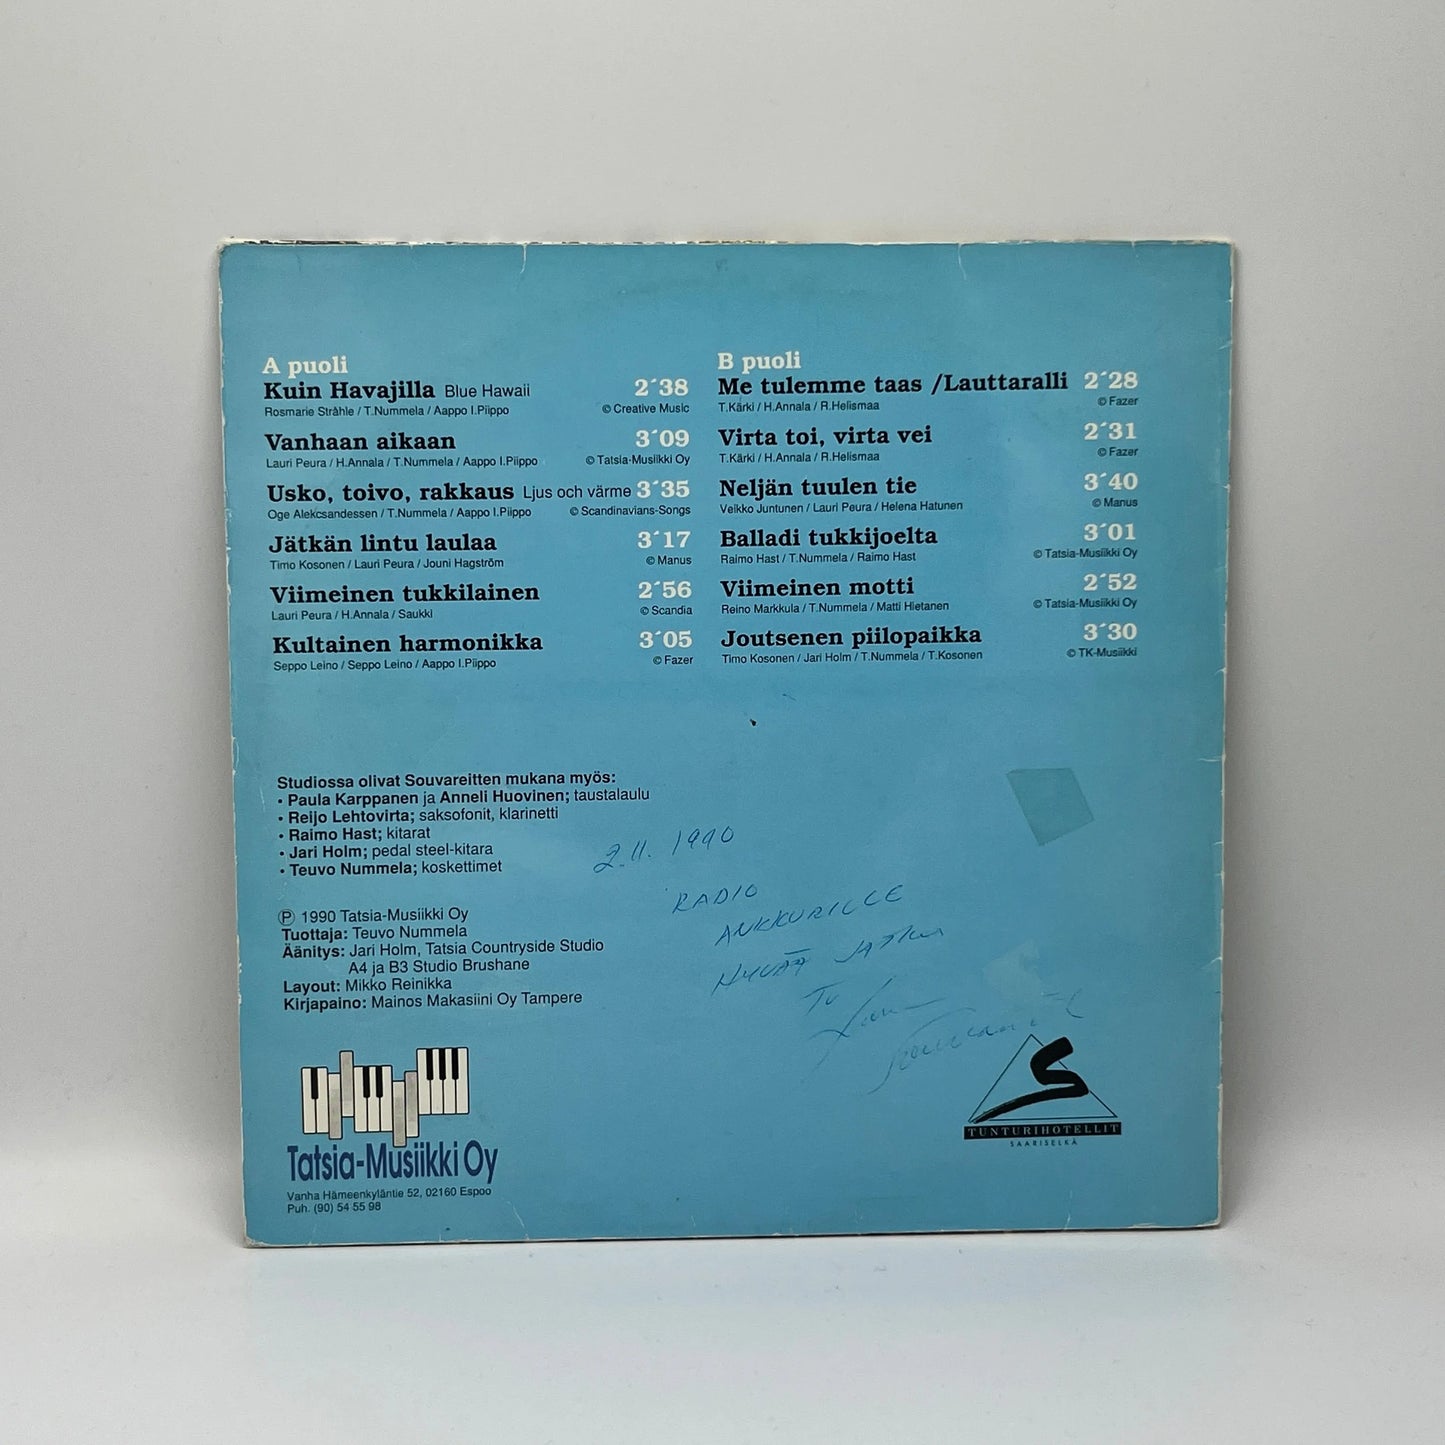 A puoli
Kuin Havajilla Blue Hawaii 2´38
Rosmarie Stråhle / T.Nummela / Aappo I.Piippo © Creative Music
Vanhaan aikaan 3´09
Lauri Peura / H.Annala / T.Nummela / Aappo I.Piippo © Tatsia-Musiikki Oy
Usko, toivo, rakkaus Ljus och värme 3´35
Oge Alekcsandessen / T.Nummela / Aappo I.Piippo © Scandinavians-Songs
Jätkän lintu laulaa 3´17
Timo Kosonen / Lauri Peura / Jouni Hagström © Manus
Viimeinen tukkilainen 2´56
Lauri Peura / H.Annala / Saukki © Scandia
Kultainen harmonikka 3´05
Seppo Leino / Seppo Leino / Aappo I.Piippo © Fazer
B puoli
Me tulemme taas /Lauttaralli 2´28
T.Kärki / H.Annala / R.Helismaa © Fazer
Virta toi, virta vei 2´31
T.Kärki / H.Annala / R.Helismaa © Fazer
Neljän tuulen tie 3´40
Veikko Juntunen / Lauri Peura / Helena Hatunen © Manus
Balladi tukkijoelta 3´01
Raimo Hast / T.Nummela / Raimo Hast © Tatsia-Musiikki Oy
Viimeinen motti 2´52
Reino Markkula / T.Nummela / Matti Hietanen © Tatsia-Musiikki Oy
Joutsenen piilopaikka 3´30
Timo Kosonen / Jari Holm / T.Nummela / T.Kosonen © TK-Musiikki
Studiossa olivat Souvareitten mukana myös:
• Paula Karppanen ja Anneli Huovinen; taustalaulu
• Reijo Lehtovirta; saksofonit, klarinetti
• Raimo Hast; kitarat
• Jari Holm; pedal steel-kitara
• Teuvo Nummela; koskettimet
℗ 1990 Tatsia-Musiikki Oy
Tuottaja: Teuvo Nummela
Äänitys: Jari Holm, Tatsia Countryside Studio
A4 ja B3 Studio Brushane
Layout: Mikko Reinikka
Kirjapaino: Mainos Makasiini Oy Tampere
2.11. 1990
RADIO
ANKKURILLE
HYVÄÄ JATKOA
Tatsia-Musiikki Oy
Vanha Hämeenkyläntie 52, 02160 Espoo
Puh. (90) 54 55 98
S
TUNTURIHOTELLIT
SAARISELKÄ